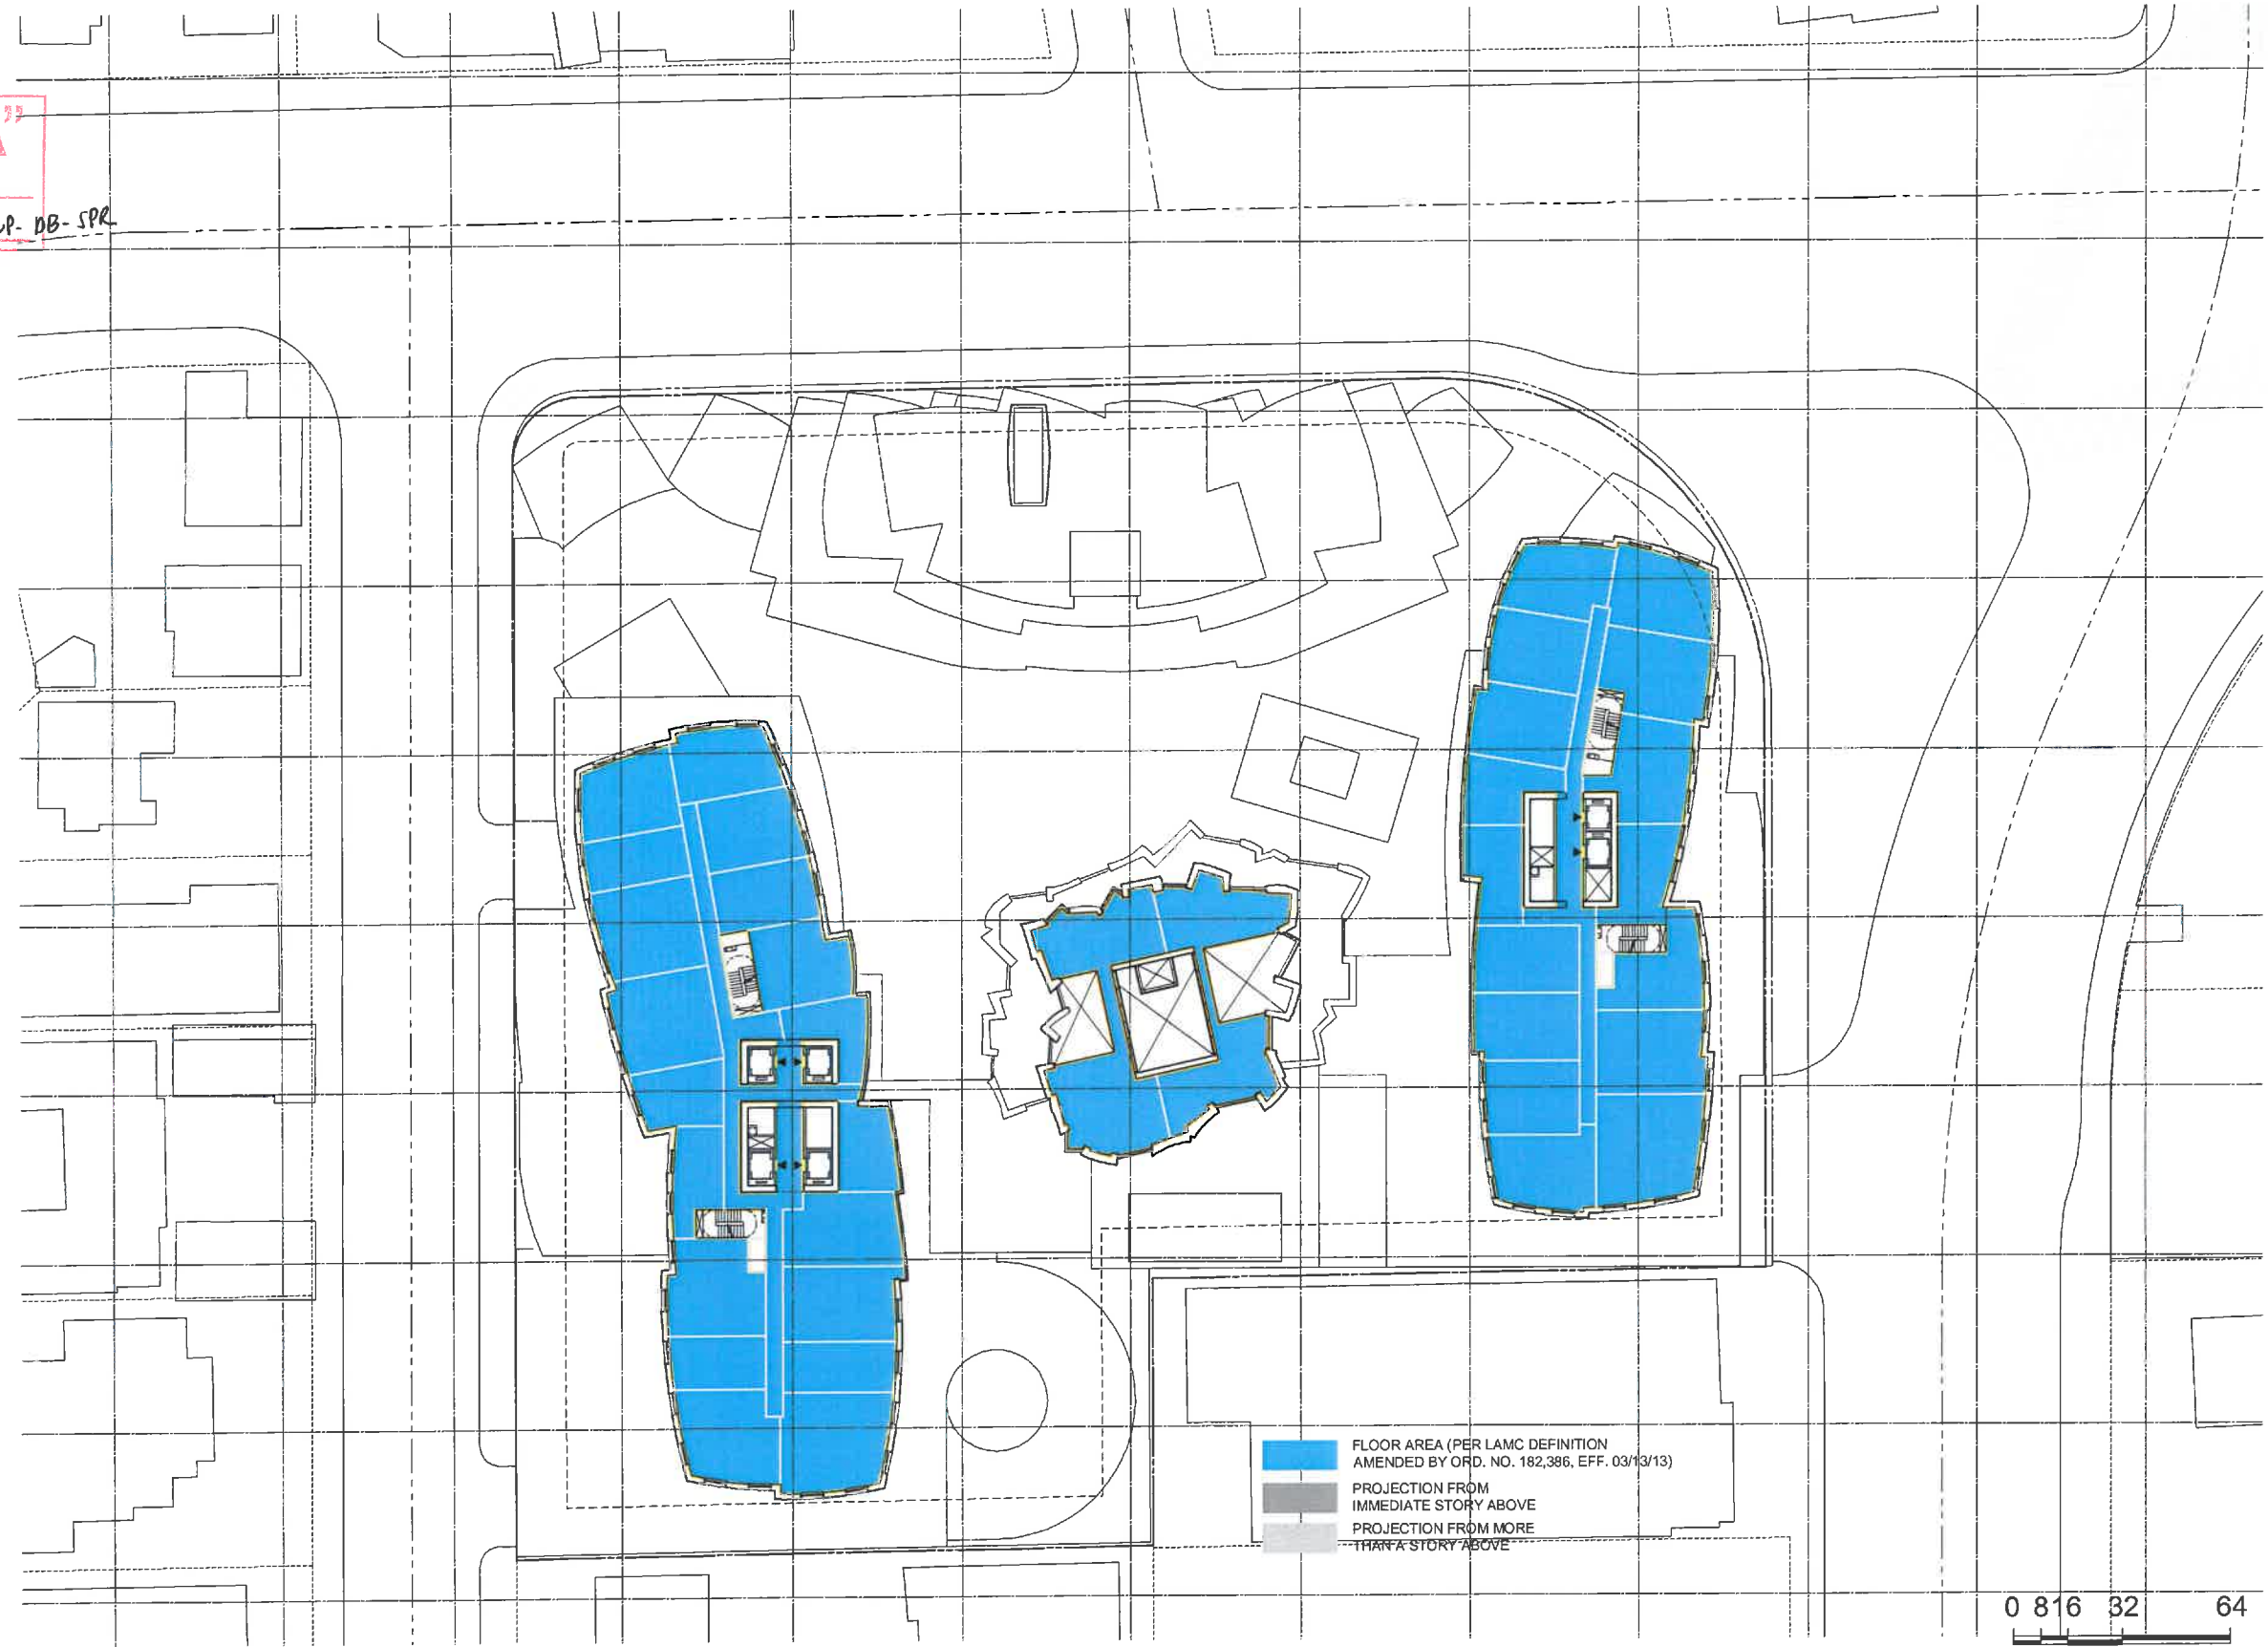 A”
UP- DB- SPR
FLOOR AREA (PER LAMC DEFINITION
AMENDED BY ORD. NO. 182,386, EFF. 03/13/13)
PROJECTION FROM
IMMEDIATE STORY ABOVE
PROJECTION FROM MORE
THAN A STORY ABOVE
0 8 16 32 64